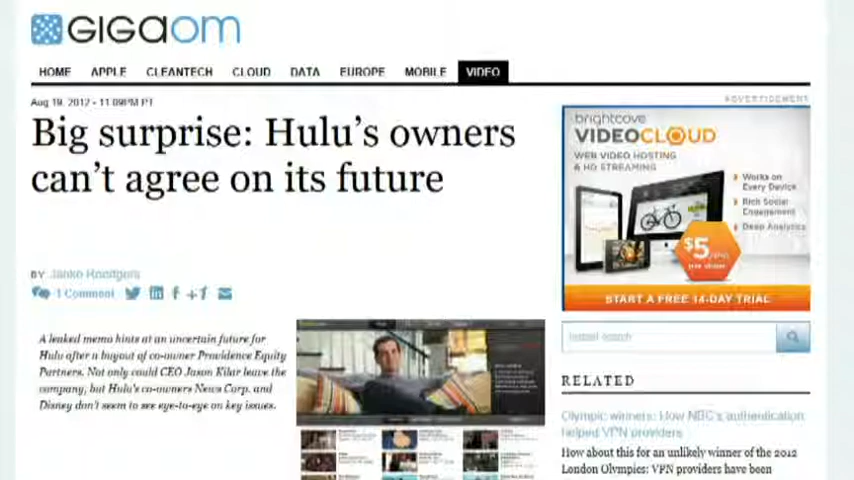 GIGAOM
HOME APPLE CLEANTECH CLOUD DATA EUROPE MOBILE VIDEO
Aug 19, 2012 - 11:09PM PT
ADVERTISEMENT
Big surprise: Hulu's owners
can't agree on its future
brightcove
VIDEOCLOUD
WEB VIDEO HOSTING
& HD STREAMING
Works on
Every Device
Rich Social
Engagement
Deep Analytics
$5
START A FREE 14-DAY TRIAL
BY Janko Roettgers
1 Comment
A leaked memo hints at an uncertain future for
Hulu after a buyout of co-owner Providence Equity
Partners. Not only could CEO Jason Kilar leave the
company, but Hulu's co-owners News Corp. and
Disney don't seem to see eye-to-eye on key issues.
search
RELATED
Olympic winners: How NBC's authentication
helped VPN providers
How about this for an unlikely winner of the 2012
London Olympics: VPN providers have been